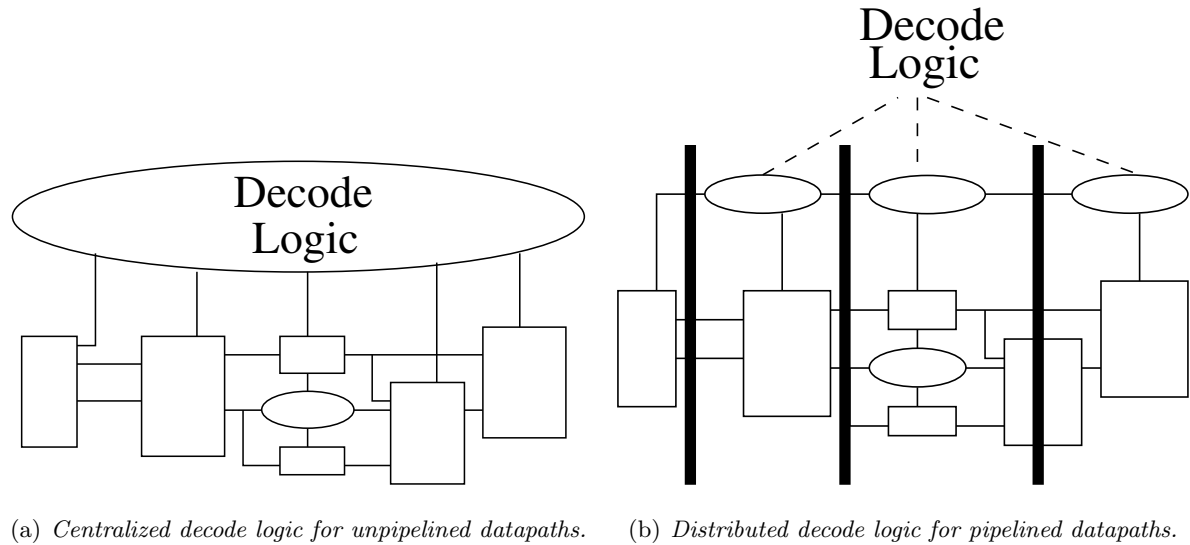 Decode
Logic
Decode
Logic
(a) Centralized decode logic for unpipelined datapaths.
(b) Distributed decode logic for pipelined datapaths.